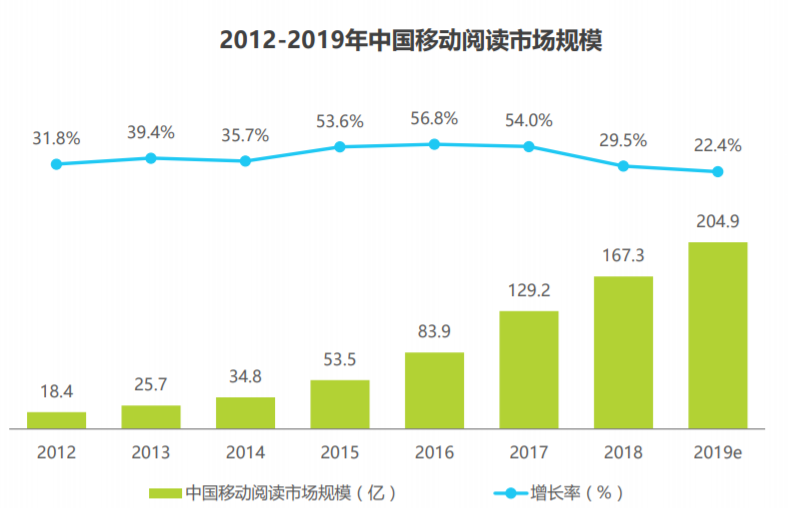 2012-2019年中国移动阅读市场规模
31.8% 39.4% 35.7% 53.6% 56.8% 54.0% 29.5% 22.4%
18.4 25.7 34.8 53.5 83.9 129.2 167.3 204.9
2012 2013 2014 2015 2016 2017 2018 2019e
中国移动阅读市场规模（亿） 增长率（%）